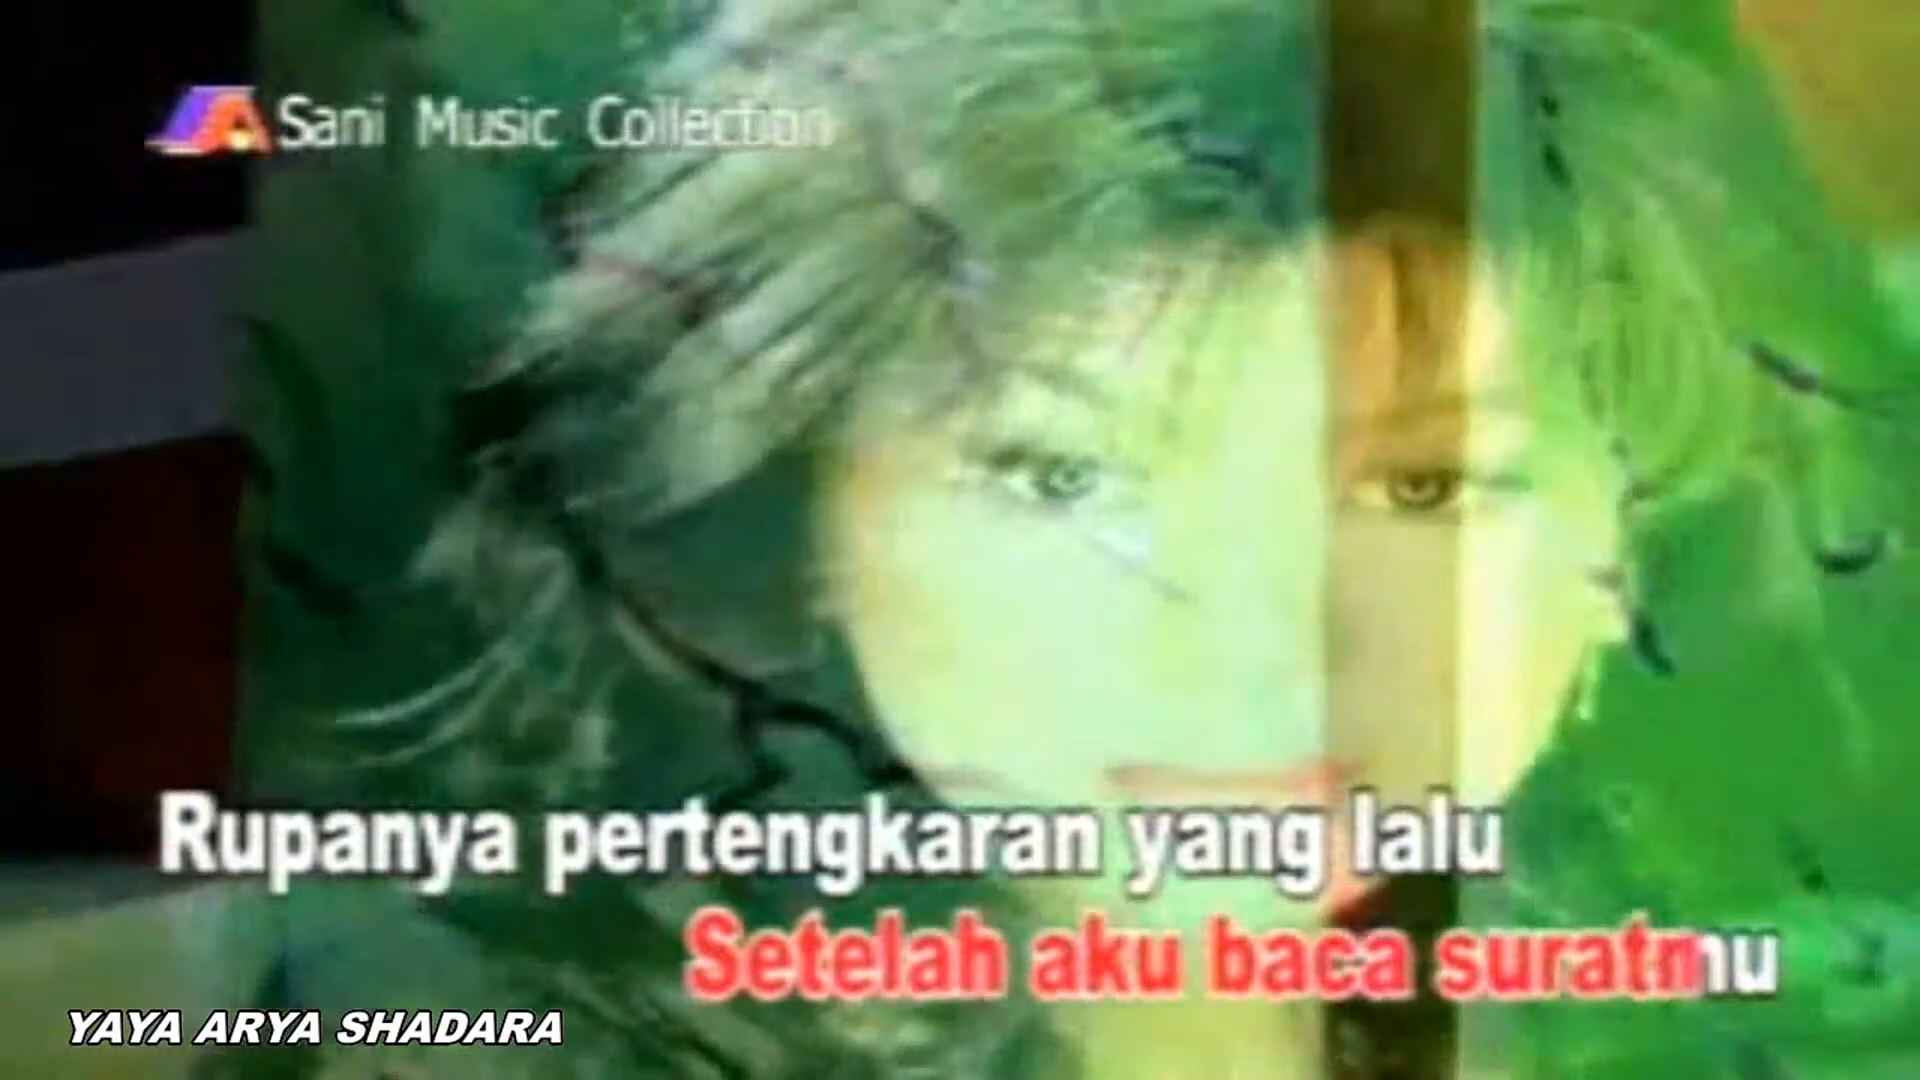 Sani Music Collection
Rupanya pertengkaran yang lalu
Setelah aku baca suratmu
YAYA ARYA SHADARA